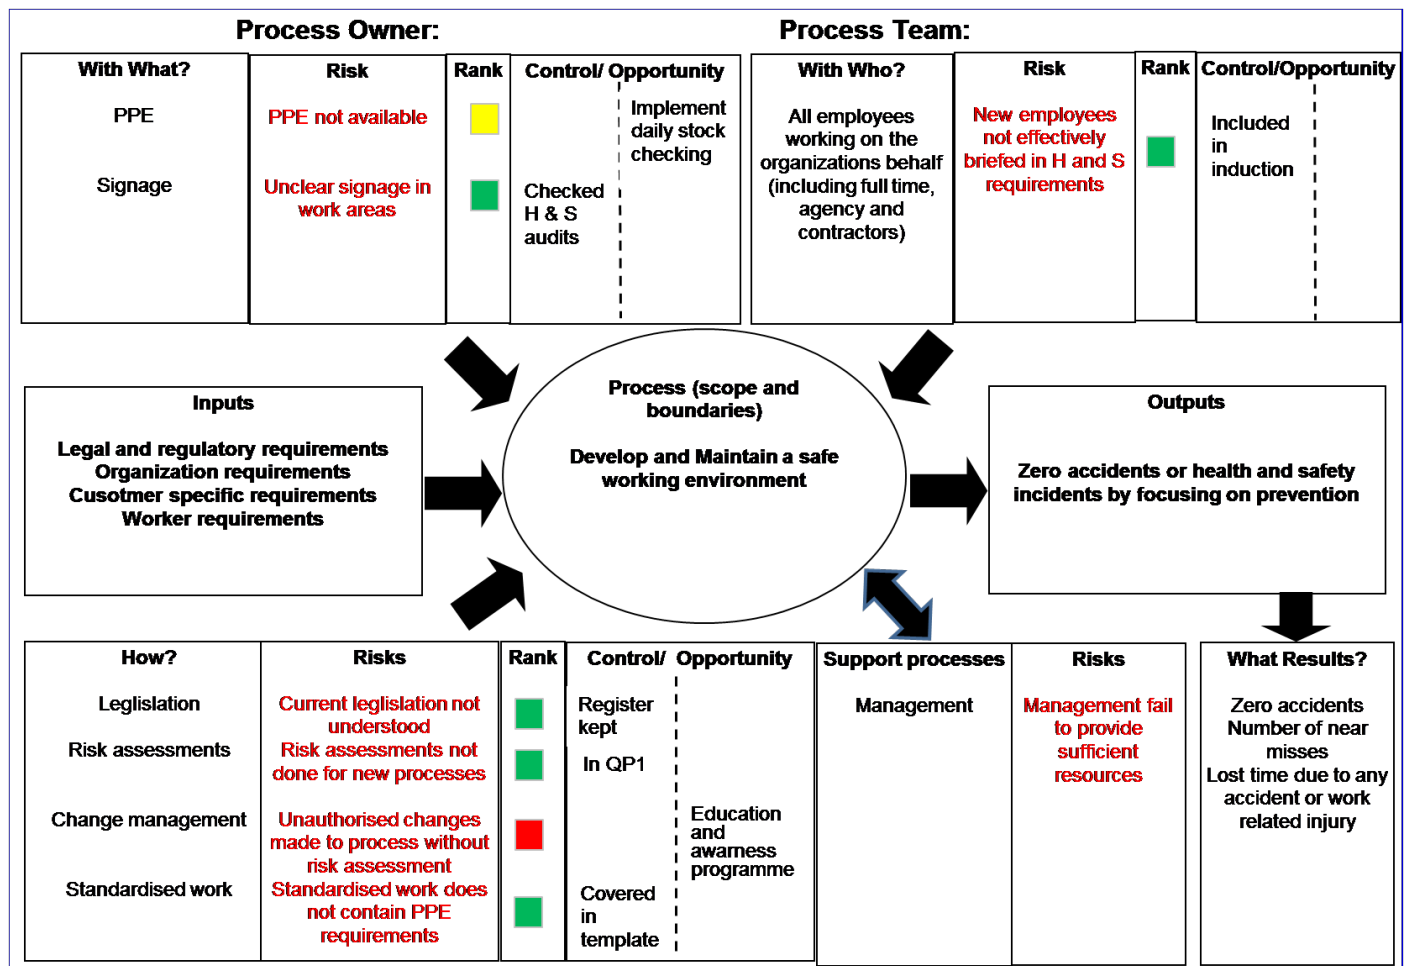 Process Owner:
Process Team:
With What?
PPE
Signage
Risk
PPE not available
Unclear signage in
work areas
Rank
Control/ Opportunity
Implement
daily stock
checking
Checked
H & S
audits
With Who?
All employees
working on the
organizations behalf
(including full time,
agency and
contractors)
Risk
New employees
not effectively
briefed in H and S
requirements
Rank
Control/Opportunity
Included
in
induction
Inputs
Legal and regulatory requirements
Organization requirements
Cusotmer specific requirements
Worker requirements
Process (scope and
boundaries)
Develop and Maintain a safe
working environment
Outputs
Zero accidents or health and safety
incidents by focusing on prevention
How?
Leglislation
Risk assessments
Change management
Standardised work
Risks
Current leglislation not
understood
Risk assessments not
done for new processes
Unauthorised changes
made to process without
risk assessment
Standardised work does
not contain PPE
requirements
Rank
Control/ Opportunity
Register
kept
In QP1
Education
and
awarness
programme
Covered
in
template
Support processes
Management
Risks
Management fail
to provide
sufficient
resources
What Results?
Zero accidents
Number of near
misses
Lost time due to any
accident or work
related injury